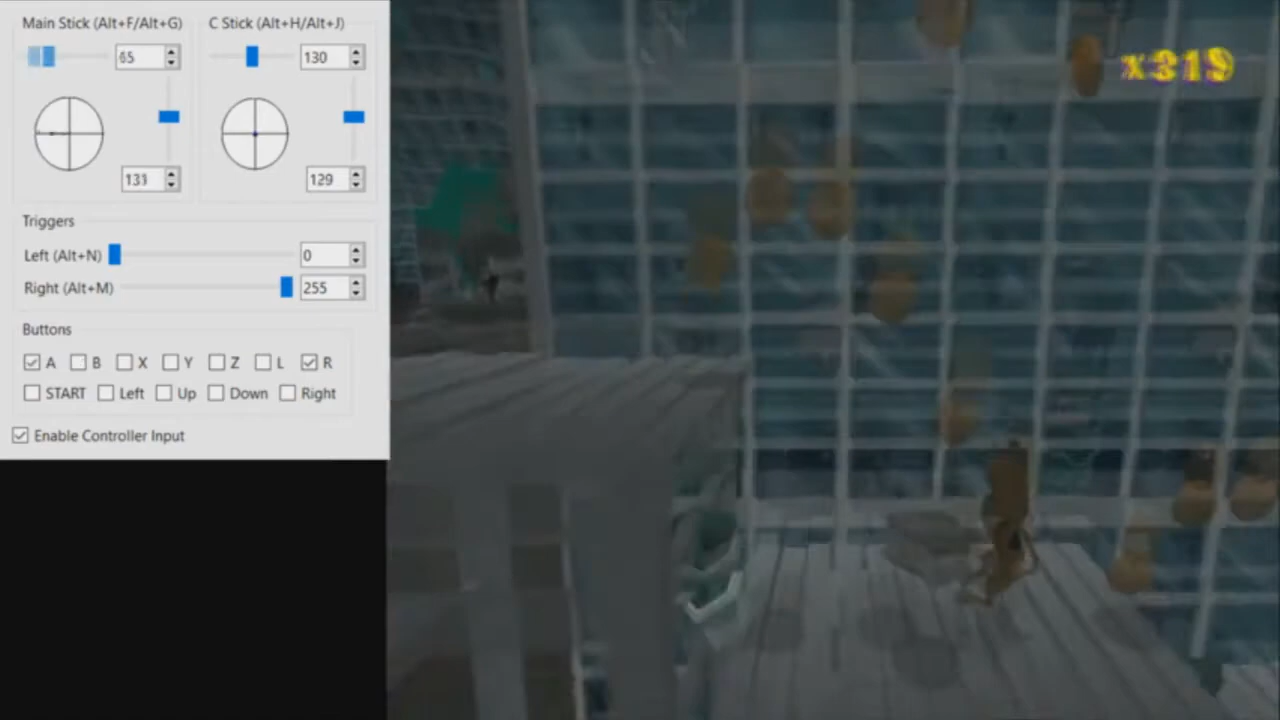 Main Stick (Alt+F/Alt+G) C Stick (Alt+H/Alt+J)
65 130
133 129
Triggers
Left (Alt+N) 0
Right (Alt+M) 255
Buttons
A B X Y Z L R
START Left Up Down Right
Enable Controller Input
x319